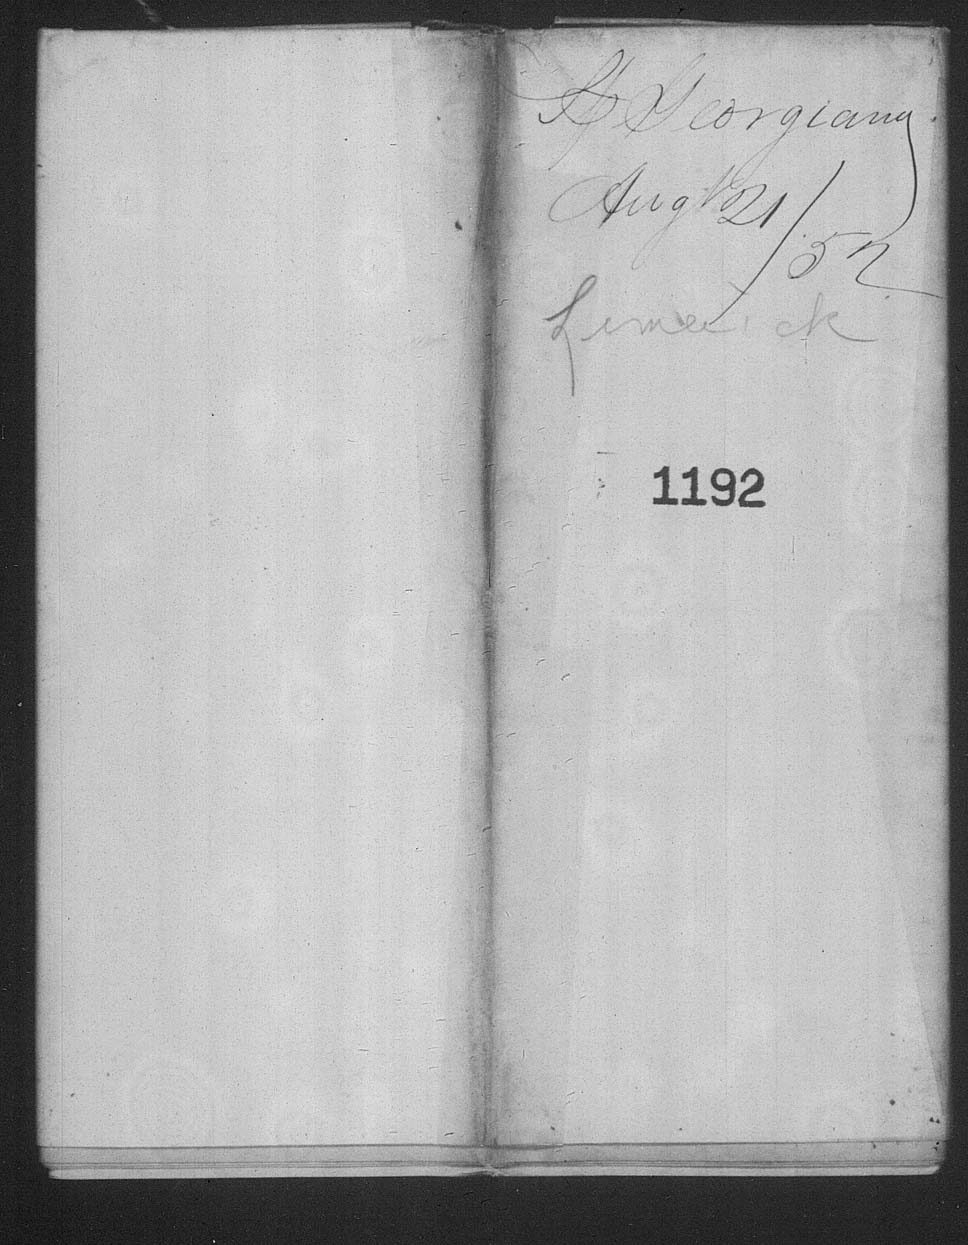 Georgiana
Augt 21/52
Limerick
1192